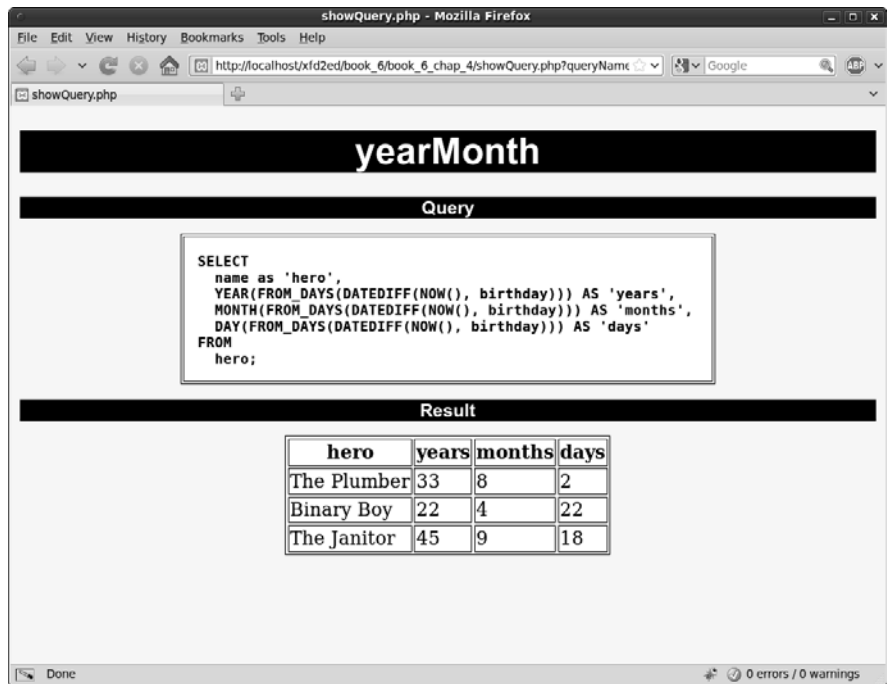 showQuery.php - Mozilla Firefox
File Edit View History Bookmarks Tools Help
http://localhost/xfd2ed/book_6/book_6_chap_4/showQuery.php?queryName
Google
ABP
showQuery.php
yearMonth
Query
SELECT
name as 'hero',
YEAR(FROM_DAYS(DATEDIFF(NOW(), birthday))) AS 'years',
MONTH(FROM_DAYS(DATEDIFF(NOW(), birthday))) AS 'months',
DAY(FROM_DAYS(DATEDIFF(NOW(), birthday))) AS 'days'
FROM
hero;
Result
hero years months days
The Plumber 33 8 2
Binary Boy 22 4 22
The Janitor 45 9 18
Done 0 errors / 0 warnings